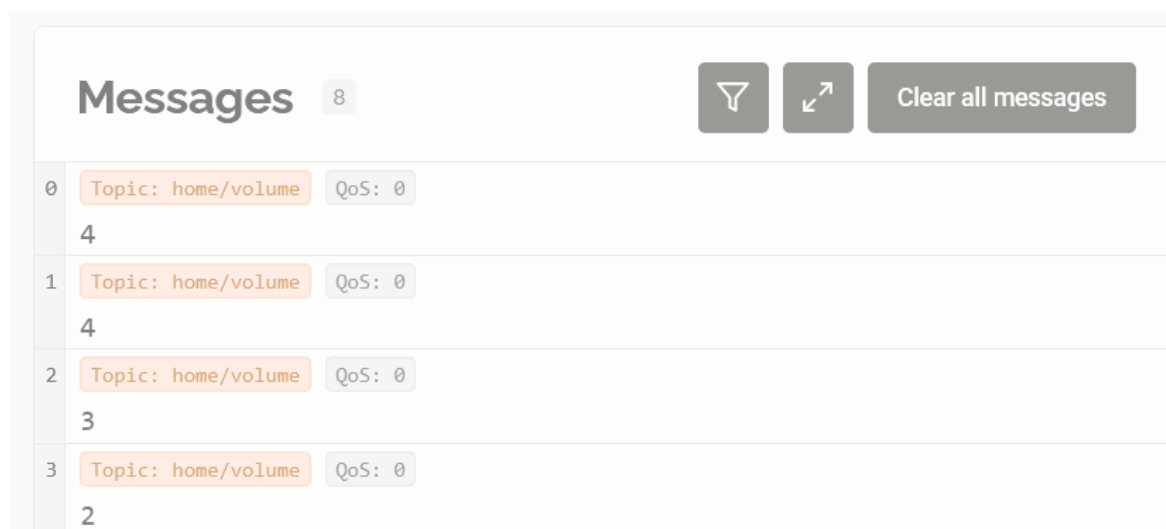 Messages 8 Clear all messages
0 Topic: home/volume QoS: 0
4
1 Topic: home/volume QoS: 0
4
2 Topic: home/volume QoS: 0
3
3 Topic: home/volume QoS: 0
2